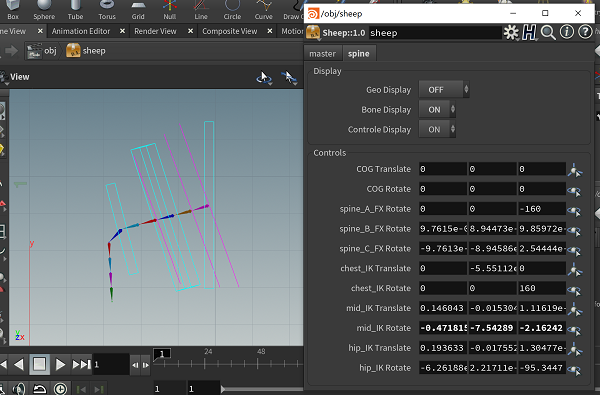 Box Sphere Tube Torus Grid Null Line Circle Curve Draw C
ne View × Animation Editor × Render View × Composite View × Motion
obj sheep
View
y
y
zx
1
1 24 48
1 1
/obj/sheep
Sheep::1.0 sheep
master spine
Display
Geo Display OFF
Bone Display ON
Controle Display ON
Controls
COG Translate 0 0 0
COG Rotate 0 0 0
spine_A_FX Rotate 0 0 -160
spine_B_FX Rotate 9.7615e-0 8.94473e- 9.85972e-
spine_C_FX Rotate -9.7613e- -8.94586e 2.54444e-
chest_IK Translate 0 -5.55112e 0
chest_IK Rotate 0 0 160
mid_IK Translate 0.146043 -0.015304 1.11619e-
mid_IK Rotate -0.471815 -7.54289 -2.16242
hip_IK Translate 0.193633 -0.017552 1.30477e-
hip_IK Rotate -6.26188e 2.21711e- -95.3447